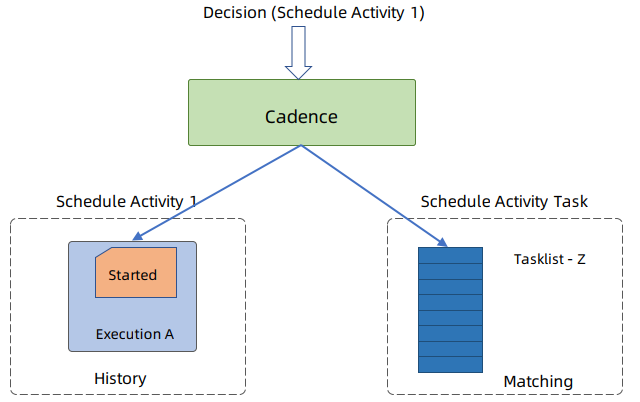 Decision (Schedule Activity 1)
Cadence
Schedule Activity 1
Schedule Activity Task
Started
Execution A
History
Tasklist - Z
Matching